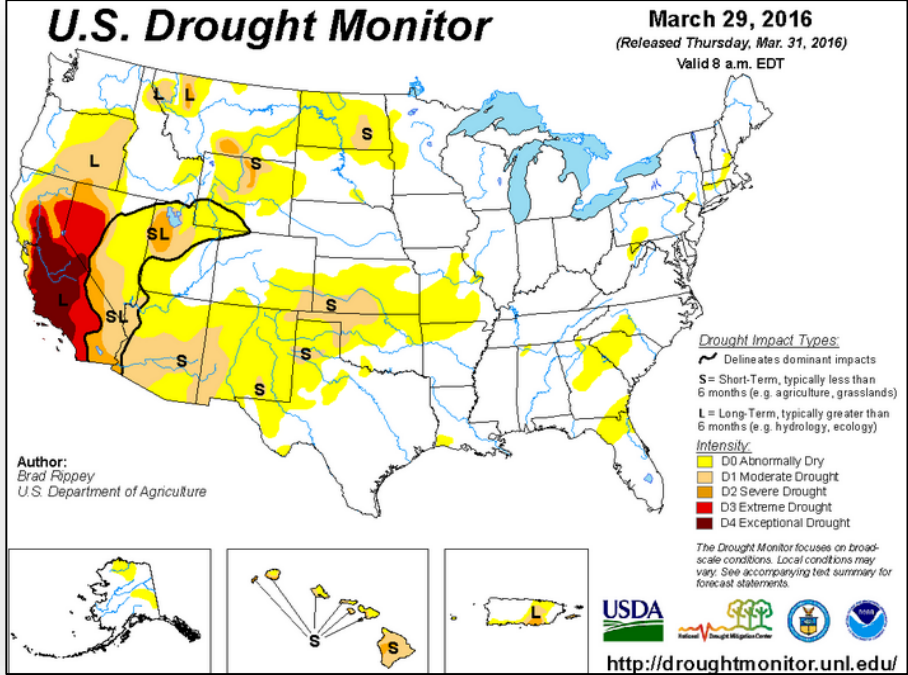 U.S. Drought Monitor
March 29, 2016
(Released Thursday, Mar. 31, 2016)
Valid 8 a.m. EDT
L
L
S
L
S
SL
L
SL
S
S
S
S
Drought Impact Types:
Delineates dominant impacts
S = Short-Term, typically less than
6 months (e.g. agriculture, grasslands)
L = Long-Term, typically greater than
6 months (e.g. hydrology, ecology)
Intensity:
D0 Abnormally Dry
D1 Moderate Drought
D2 Severe Drought
D3 Extreme Drought
D4 Exceptional Drought
Author:
Brad Rippey
U.S. Department of Agriculture
The Drought Monitor focuses on broad-
scale conditions. Local conditions may
vary. See accompanying text summary for
forecast statements.
S
S
L
USDA
National Drought Mitigation Center
http://droughtmonitor.unl.edu/